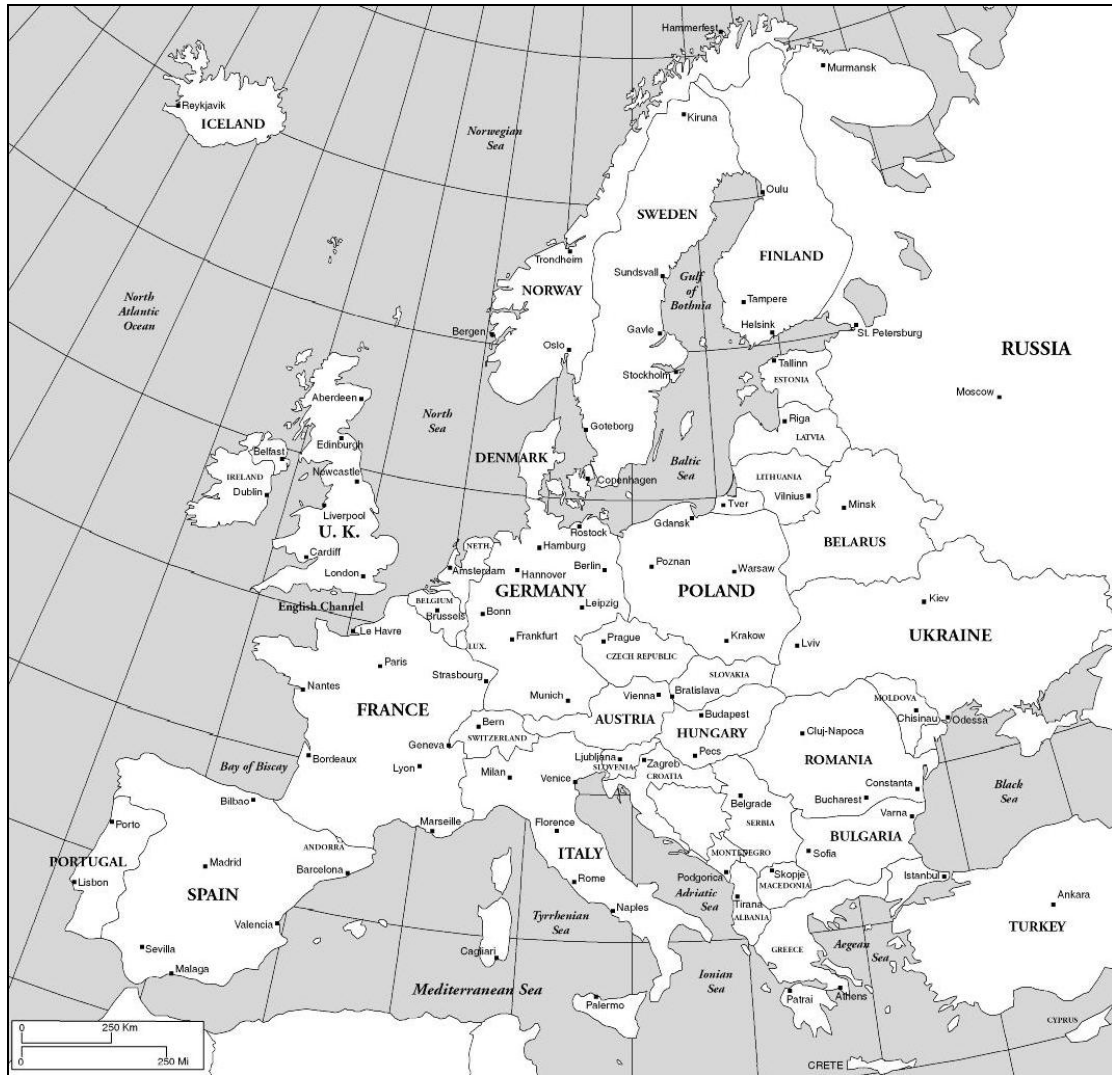 Hammerfest
Murmansk
Reykjavik
ICELAND
Kiruna
Norwegian
Sea
Oulu
SWEDEN
FINLAND
Trondheim
Sundsvall
Gulf
of
Bothnia
NORWAY
North
Atlantic
Ocean
Tampere
Bergen
Gavle
Helsink
St. Petersburg
Oslo
RUSSIA
Stockholm
Tallinn
ESTONIA
Moscow
Aberdeen
North
Sea
Riga
LATVIA
Goteborg
Edinburgh
Belfast
DENMARK
Baltic
Sea
Newcastle
IRELAND
Copenhagen
LITHUANIA
Dublin
Vilnius
Tver
Minsk
Liverpool
Gdansk
U. K.
Rostock
BELARUS
NETH.
Hamburg
Cardiff
London
Amsterdam
Hannover
Berlin
Poznan
Warsaw
GERMANY
POLAND
English Channel
BELGIUM
Brussels
Bonn
Leipzig
Kiev
Le Havre
LUX.
Frankfurt
Prague
CZECH REPUBLIC
Krakow
Lviv
UKRAINE
Paris
Strasbourg
SLOVAKIA
Nantes
Munich
Vienna
Bratislava
MOLDOVA
FRANCE
AUSTRIA
Budapest
Chisinau
Odessa
Bern
SWITZERLAND
HUNGARY
Cluj-Napoca
Geneva
Bordeaux
Lyon
Bay of Biscay
Milan
Venice
Ljubljana
SLOVENIA
Zagreb
CROATIA
Pecs
ROMANIA
Constanta
Black
Sea
Bilbao
Belgrade
SERBIA
Bucharest
Varna
Porto
Marseille
Florence
BULGARIA
ANDORRA
ITALY
MONTENEGRO
Sofia
PORTUGAL
Madrid
Barcelona
Lisbon
Rome
Podgorica
Adriatic
Sea
Skopje
MACEDONIA
Istanbul
SPAIN
Naples
Tirana
ALBANIA
Ankara
Valencia
Tyrrhenian
Sea
TURKEY
Sevilla
Cagliari
GREECE
Aegean
Sea
Malaga
Mediterranean Sea
Ionian
Sea
Palermo
Patrai
Athens
CYPRUS
CRETE
0
250 Km
0
250 Mi